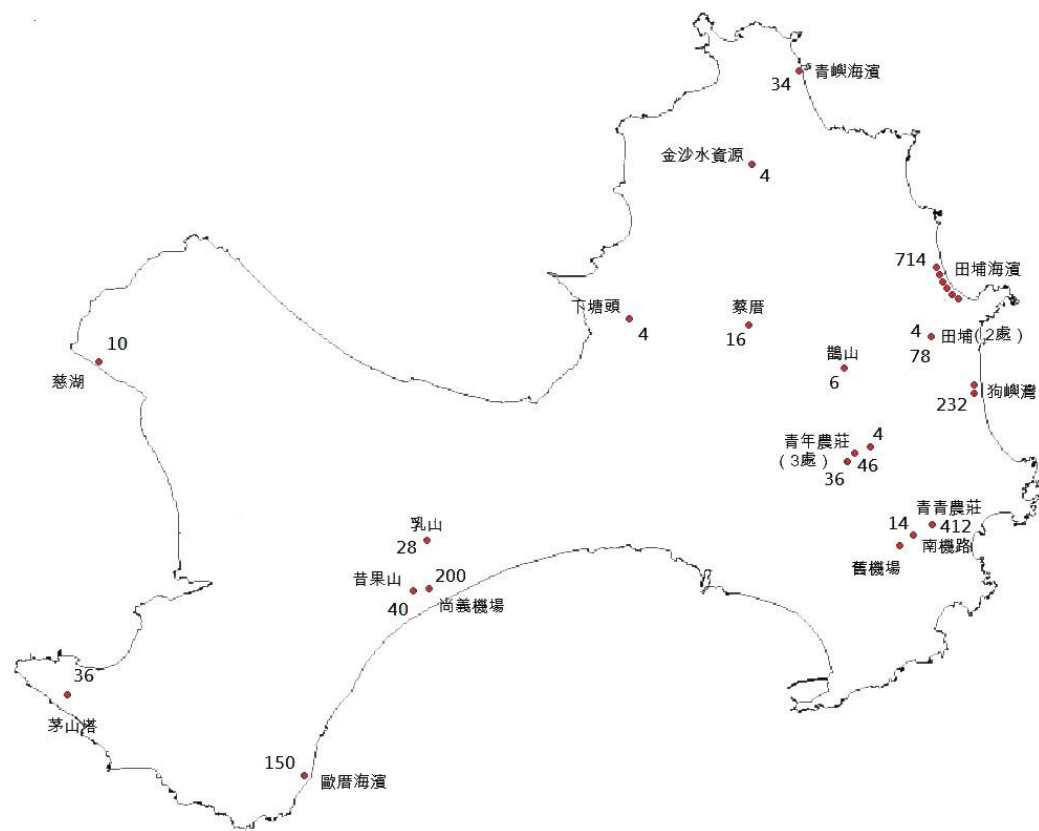 青嶼海濱
34
金沙水資源
4
714
田埔海濱
下塘頭
4
蔡厝
16
4
田埔(2處)
78
10
慈湖
鵲山
6
狗嶼灣
232
4
青年農莊
(3處)
46
36
青青農莊
14
412
南機路
舊機場
乳山
28
200
昔果山
40
尚義機場
36
茅山塔
150
歐厝海濱